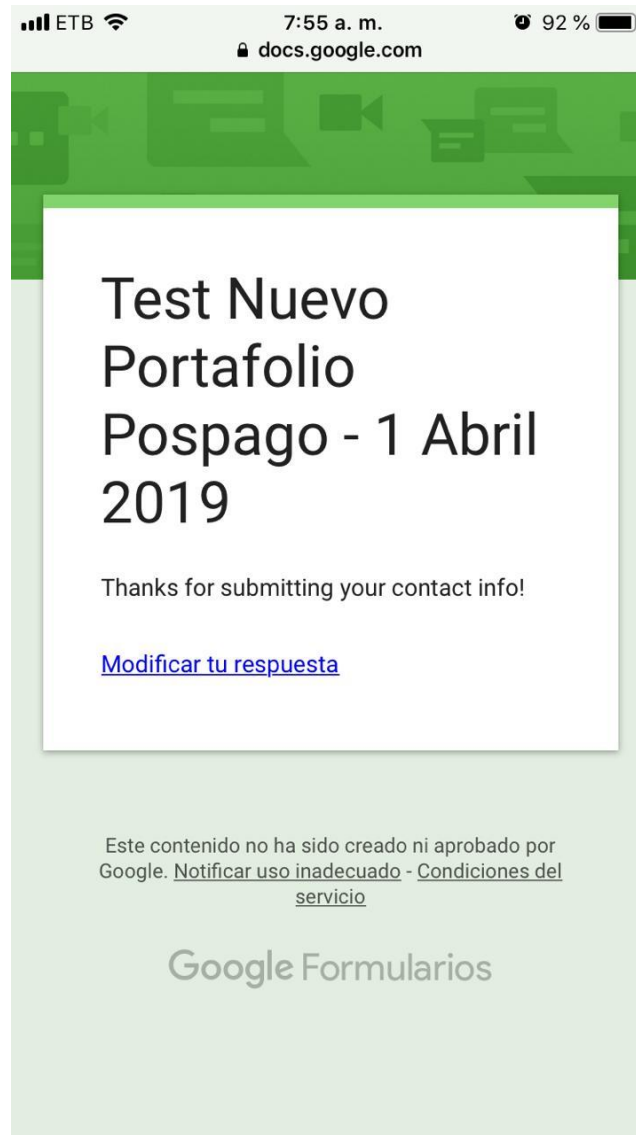 ETB 7:55 a. m. 92 %
docs.google.com
Test Nuevo
Portafolio
Pospago - 1 Abril
2019
Thanks for submitting your contact info!
Modificar tu respuesta
Este contenido no ha sido creado ni aprobado por
Google. Notificar uso inadecuado - Condiciones del
servicio
Google Formularios